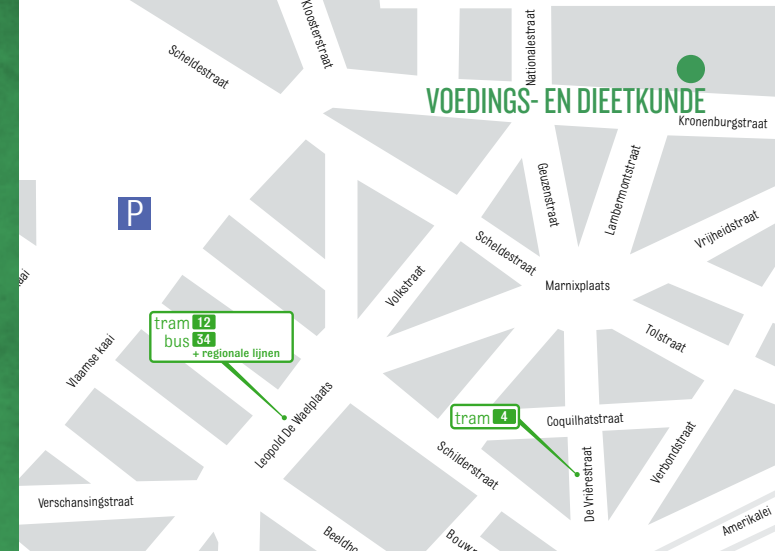 Kloosterstraat
Scheldestraat
Nationalestraat
VOEDINGS- EN DIEETKUNDE
Kronenburgstraat
Lambermontstraat
Geuzenstraat
P
Vrijheidstraat
Scheldestraat
Volkstraat
Marnixplaats
tram 12
bus 34
+ regionale lijnen
Tolstraat
Vlaamse kaai
Leopold De Waelplaats
tram 4
Coquilhatstraat
Schilderstraat
Verbondstraat
De Vrièrestraat
Verschansingstraat
Amerikalei